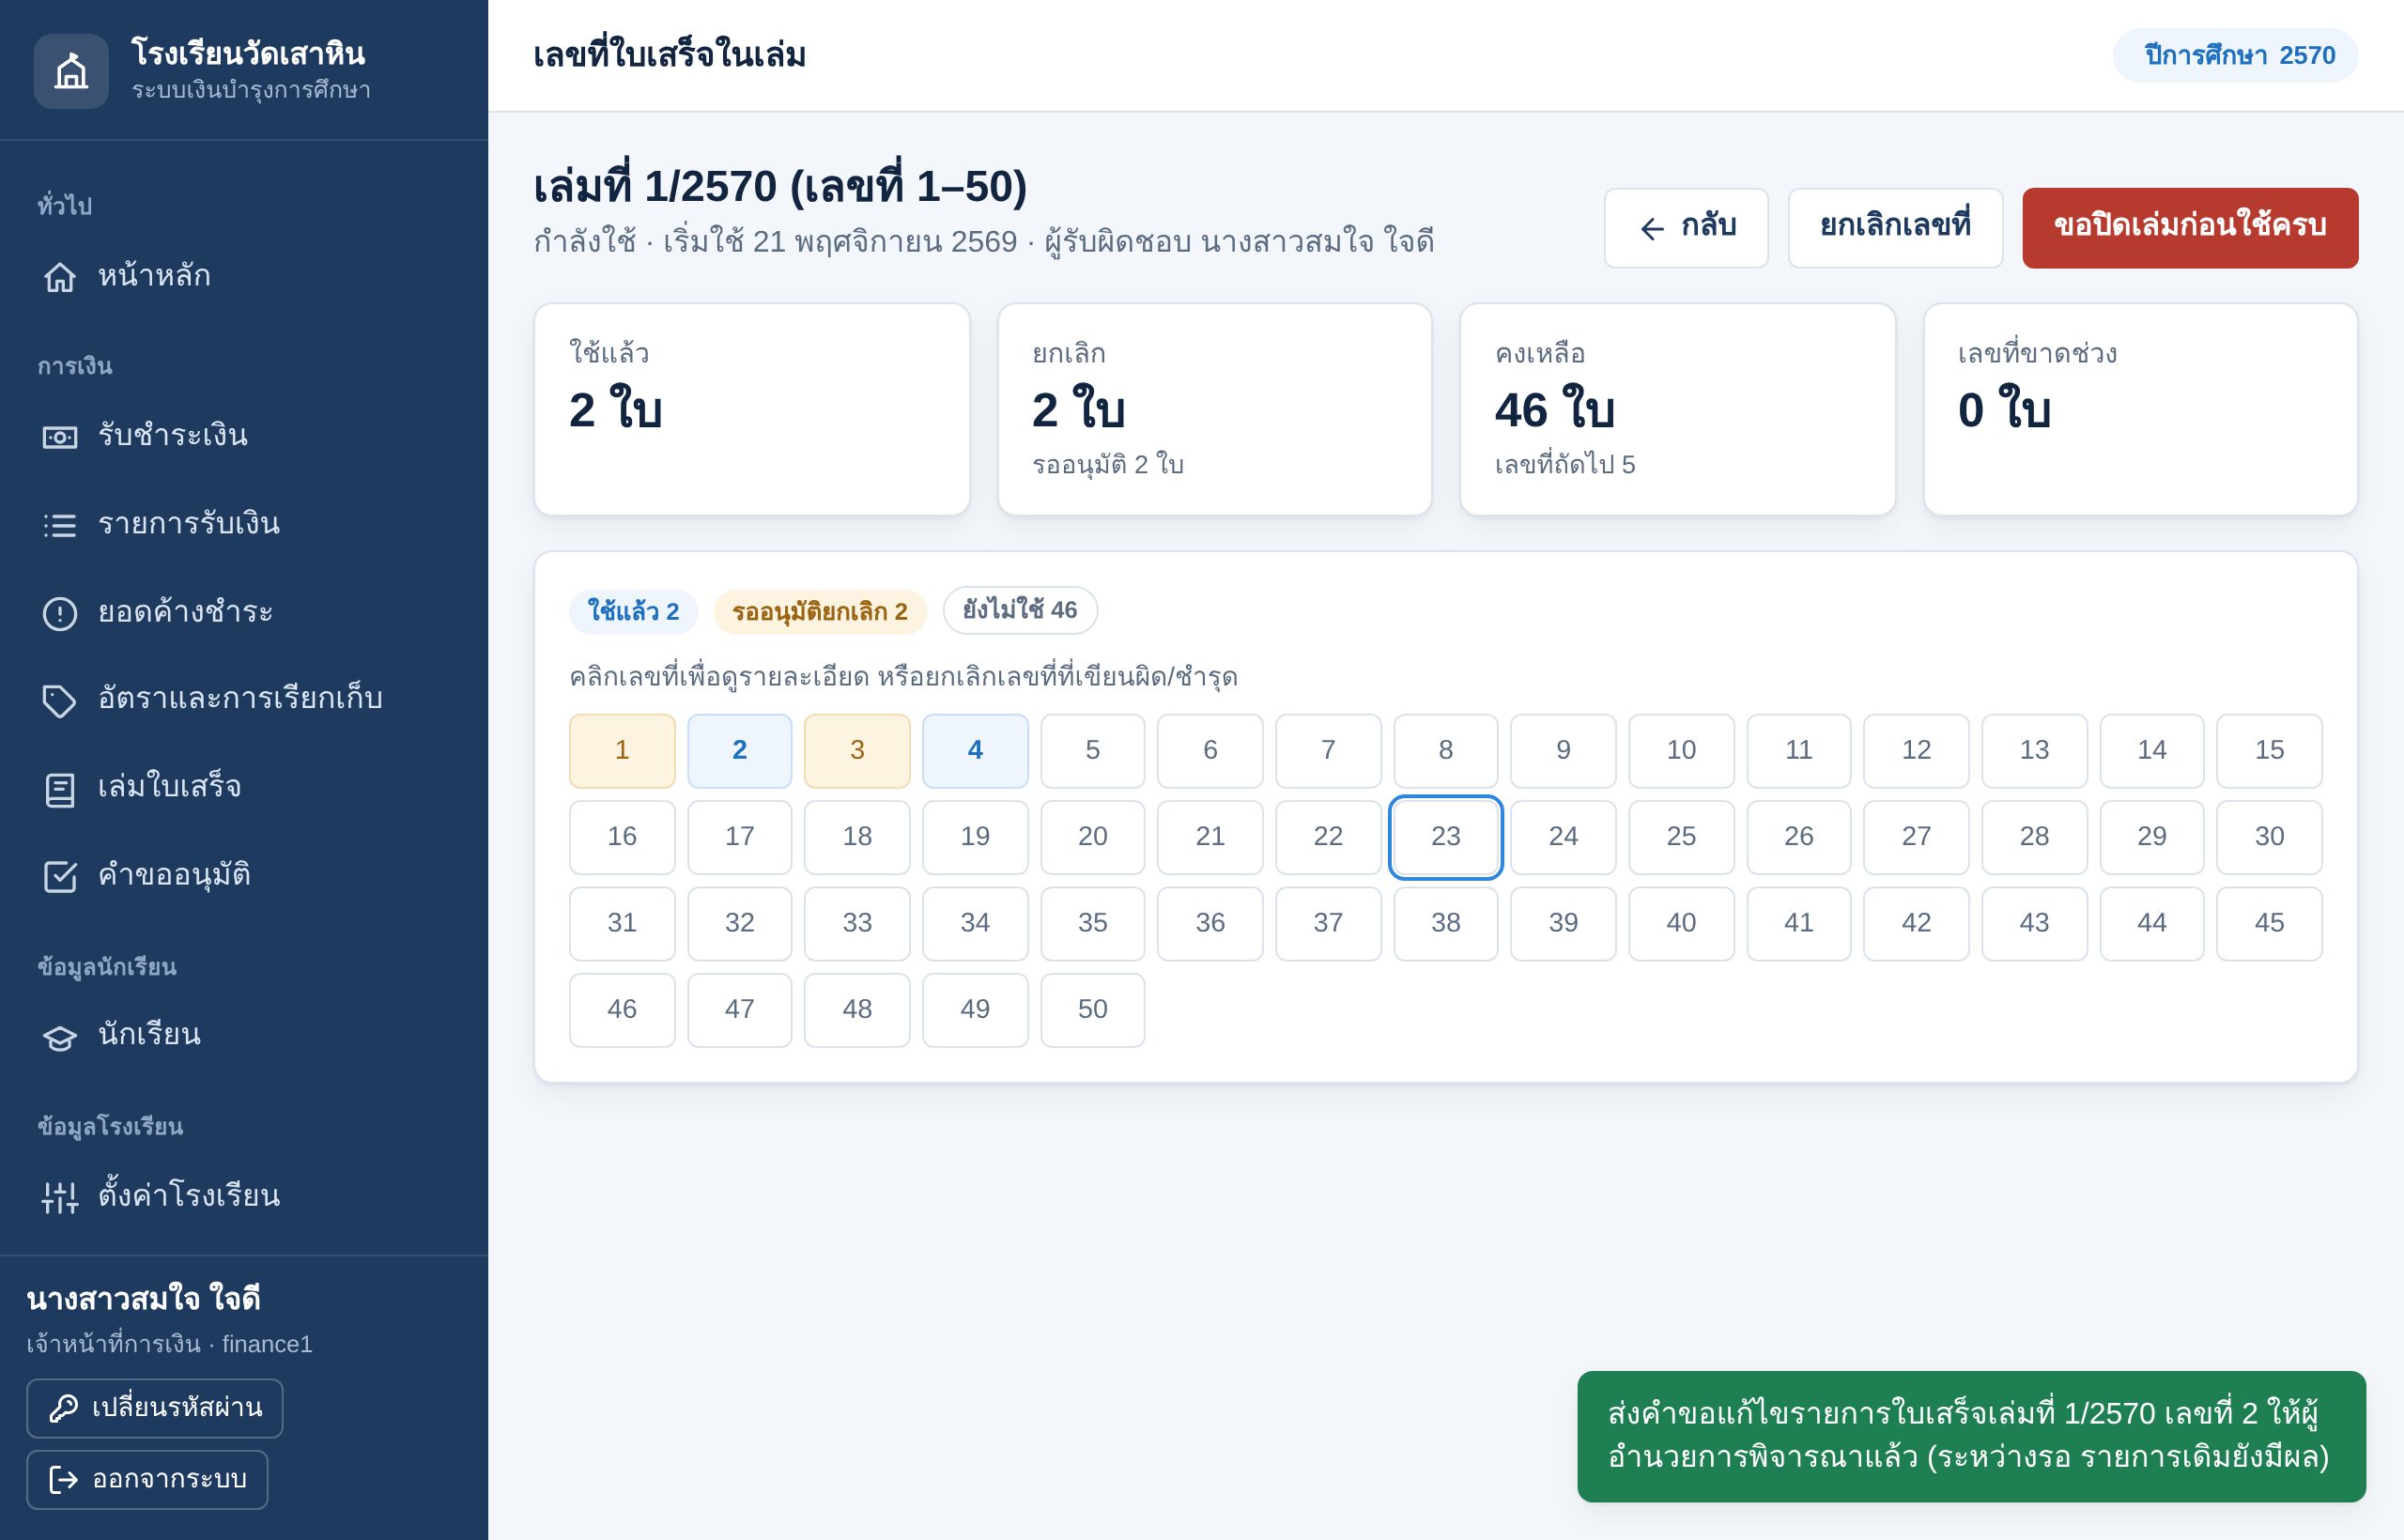 โรงเรียนวัดเสาหิน
ระบบเงินบำรุงการศึกษา
ทั่วไป
หน้าหลัก
การเงิน
รับชำระเงิน
รายการรับเงิน
ยอดค้างชำระ
อัตราและการเรียกเก็บ
เล่มใบเสร็จ
คำขออนุมัติ
ข้อมูลนักเรียน
นักเรียน
ข้อมูลโรงเรียน
ตั้งค่าโรงเรียน
นางสาวสมใจ ใจดี
เจ้าหน้าที่การเงิน · finance1
เปลี่ยนรหัสผ่าน
ออกจากระบบ
เลขที่ใบเสร็จในเล่ม
ปีการศึกษา 2570
เล่มที่ 1/2570 (เลขที่ 1–50)
กำลังใช้ · เริ่มใช้ 21 พฤศจิกายน 2569 · ผู้รับผิดชอบ นางสาวสมใจ ใจดี
กลับ
ยกเลิกเลขที่
ขอปิดเล่มก่อนใช้ครบ
ใช้แล้ว
2 ใบ
ยกเลิก
2 ใบ
รออนุมัติ 2 ใบ
คงเหลือ
46 ใบ
เลขที่ถัดไป 5
เลขที่ขาดช่วง
0 ใบ
ใช้แล้ว 2 รออนุมัติยกเลิก 2 ยังไม่ใช้ 46
คลิกเลขที่เพื่อดูรายละเอียด หรือยกเลิกเลขที่ที่เขียนผิด/ชำรุด
1 2 3 4 5 6 7 8 9 10 11 12 13 14 15
16 17 18 19 20 21 22 23 24 25 26 27 28 29 30
31 32 33 34 35 36 37 38 39 40 41 42 43 44 45
46 47 48 49 50
ส่งคำขอแก้ไขรายการใบเสร็จเล่มที่ 1/2570 เลขที่ 2 ให้ผู้
อำนวยการพิจารณาแล้ว (ระหว่างรอ รายการเดิมยังมีผล)